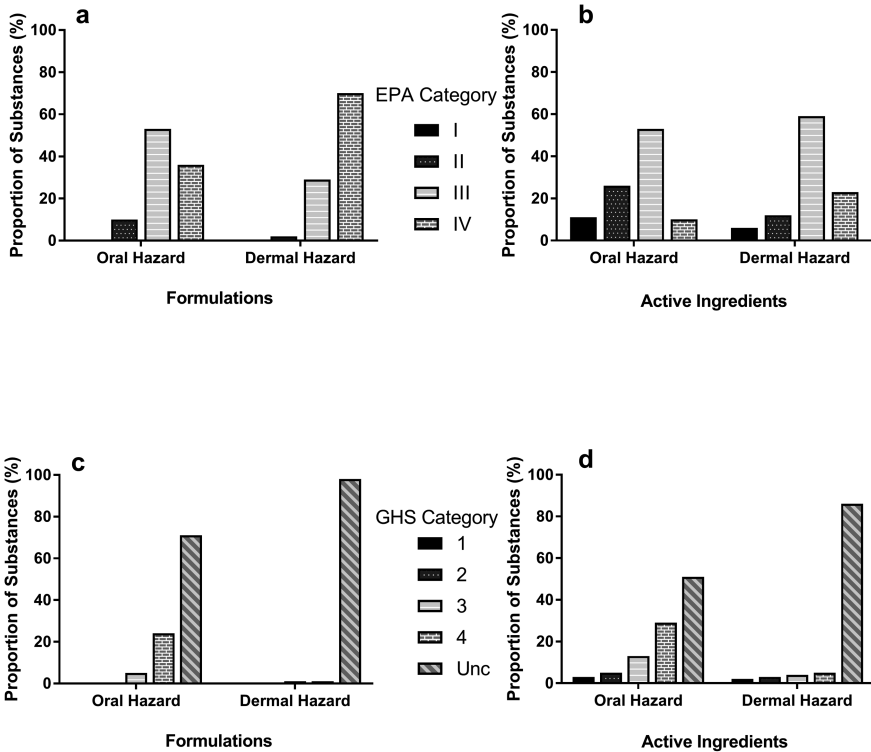 a
Proportion of Substances (%)
100
80
60
40
20
0
Oral Hazard
Dermal Hazard
Formulations
EPA Category
I
II
III
IV
b
Proportion of Substances (%)
100
80
60
40
20
0
Oral Hazard
Dermal Hazard
Active Ingredients
c
Proportion of Substances (%)
100
80
60
40
20
0
Oral Hazard
Dermal Hazard
Formulations
GHS Category
1
2
3
4
Unc
d
Proportion of Substances (%)
100
80
60
40
20
0
Oral Hazard
Dermal Hazard
Active Ingredients